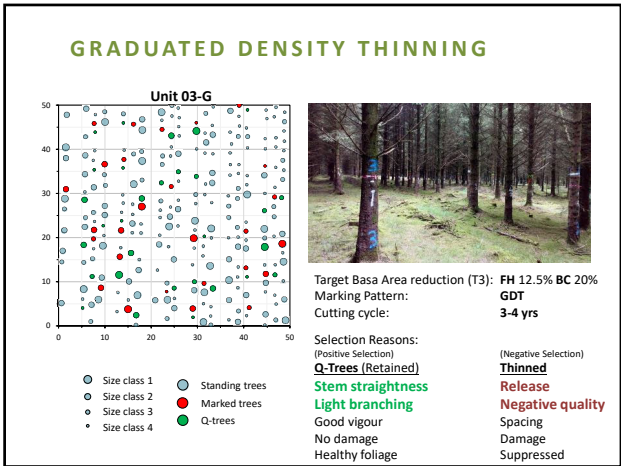 GRADUATED DENSITY THINNING
Unit 03-G
50
40
30
20
10
0
0 10 20 30 40 50
Size class 1
Size class 2
Size class 3
Size class 4
Standing trees
Marked trees
Q-trees
3
1
3
Target Basa Area reduction (T3): FH 12.5% BC 20%
Marking Pattern: GDT
Cutting cycle: 3-4 yrs
Selection Reasons:
(Positive Selection) (Negative Selection)
Q-Trees (Retained) Thinned
Stem straightness Release
Light branching Negative quality
Good vigour Spacing
No damage Damage
Healthy foliage Suppressed